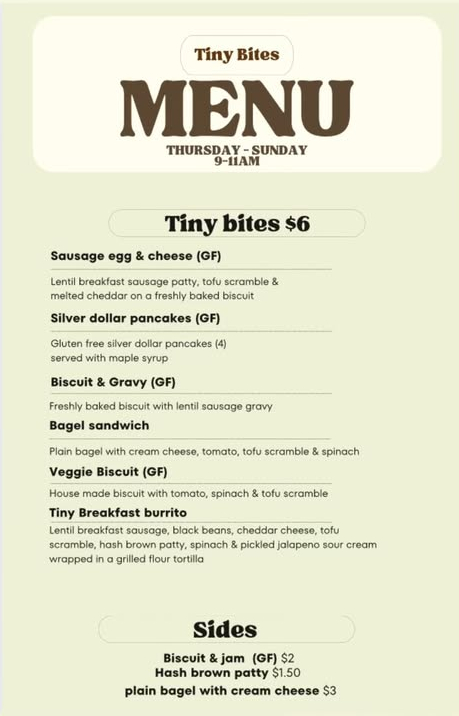 Tiny Bites
MENU
THURSDAY - SUNDAY
9-11AM
Tiny bites $6
Sausage egg & cheese (GF)
Lentil breakfast sausage patty, tofu scramble &
melted cheddar on a freshly baked biscuit
Silver dollar pancakes (GF)
Gluten free silver dollar pancakes (4)
served with maple syrup
Biscuit & Gravy (GF)
Freshly baked biscuit with lentil sausage gravy
Bagel sandwich
Plain bagel with cream cheese, tomato, tofu scramble & spinach
Veggie Biscuit (GF)
House made biscuit with tomato, spinach & tofu scramble
Tiny Breakfast burrito
Lentil breakfast sausage, black beans, cheddar cheese, tofu
scramble, hash brown patty, spinach & pickled jalapeno sour cream
wrapped in a grilled flour tortilla
Sides
Biscuit & jam (GF) $2
Hash brown patty $1.50
plain bagel with cream cheese $3